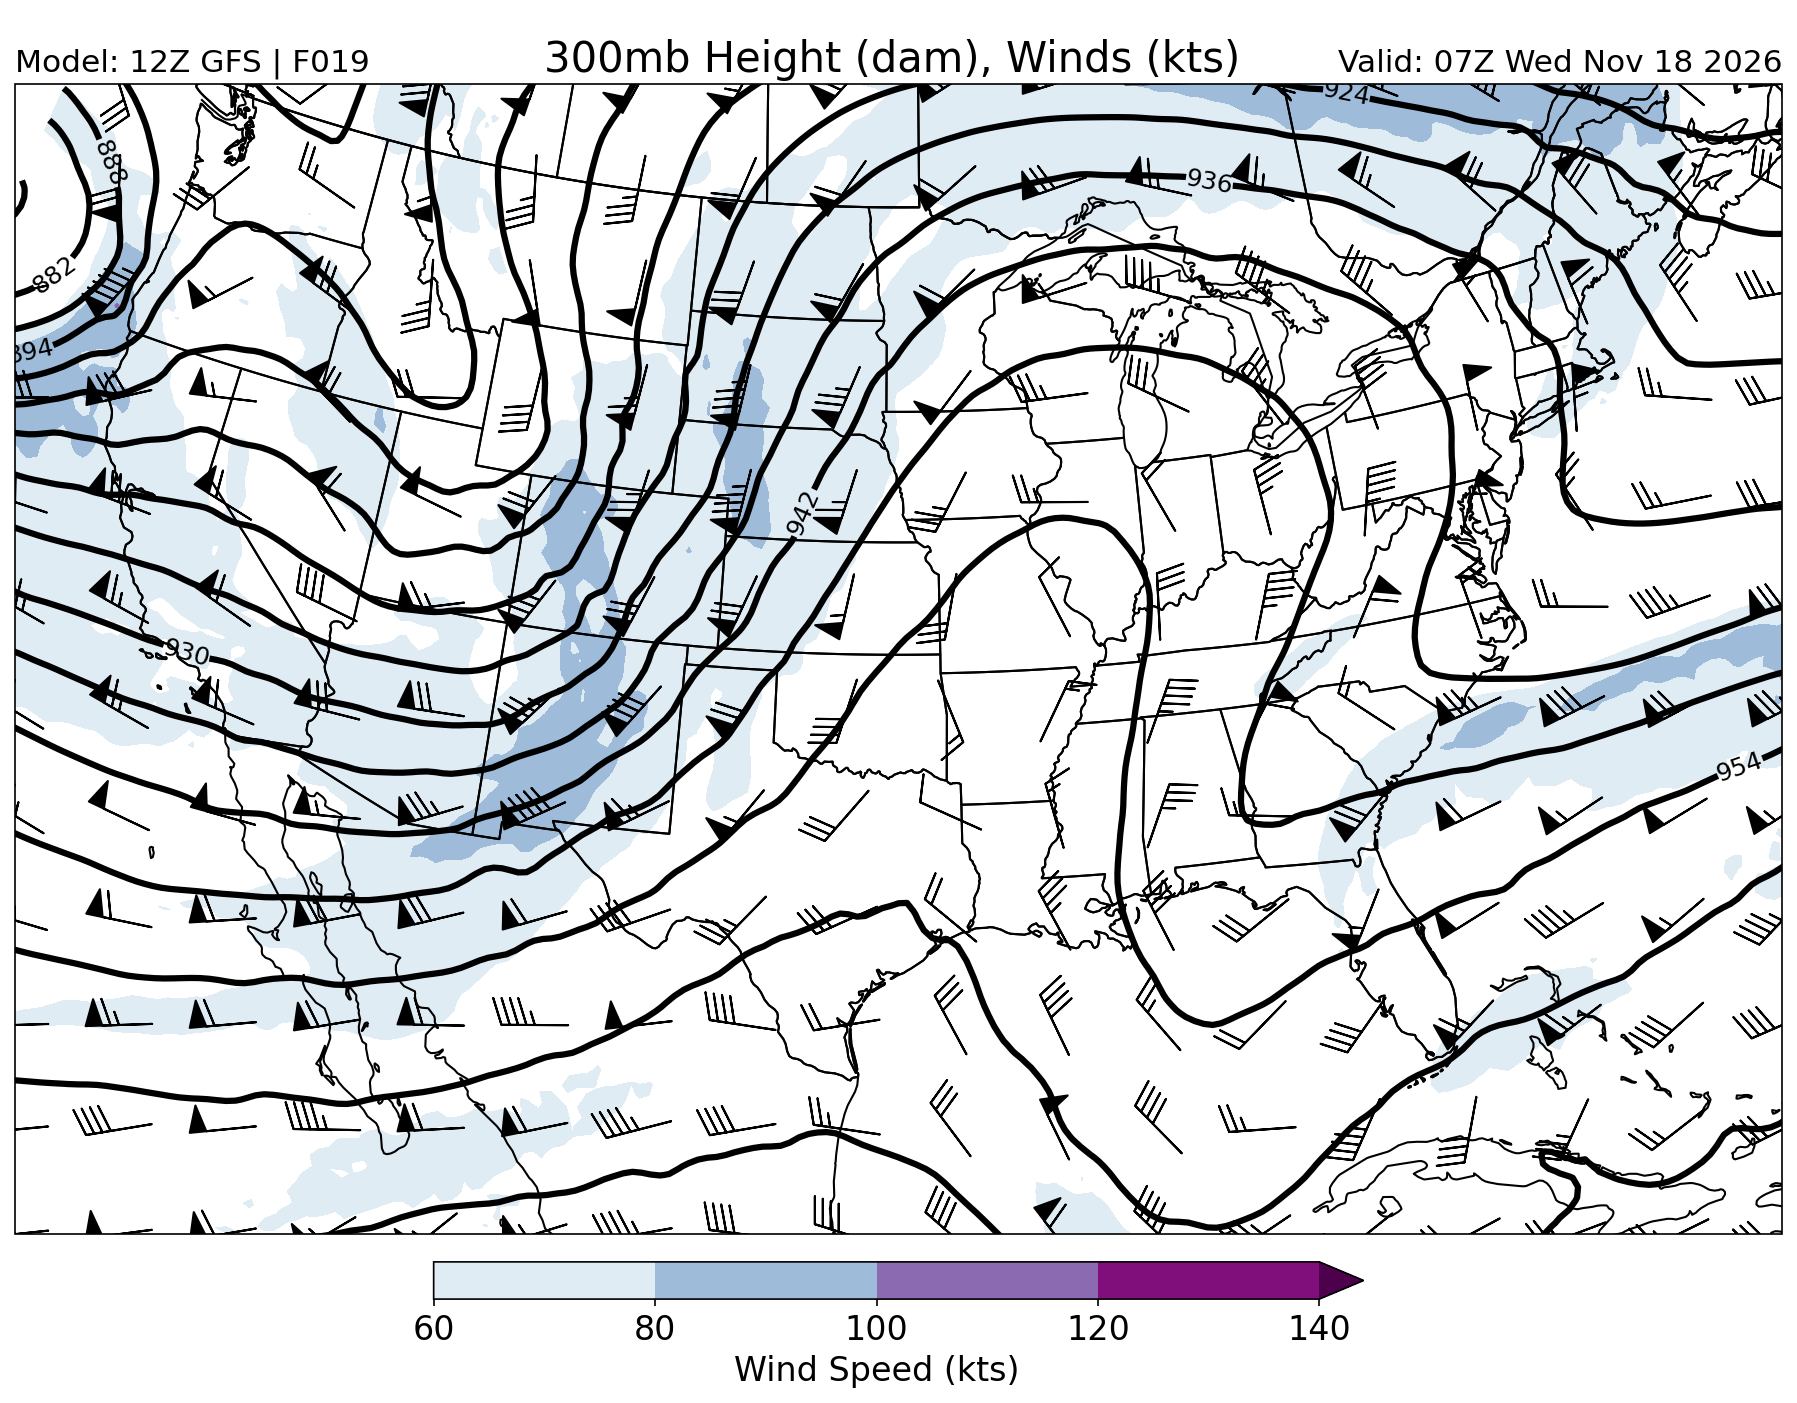 Model: 12Z GFS | F019
300mb Height (dam), Winds (kts)
Valid: 07Z Wed Nov 18 2026
924
888
936
882
894
942
930
954
60 80 100 120 140
Wind Speed (kts)